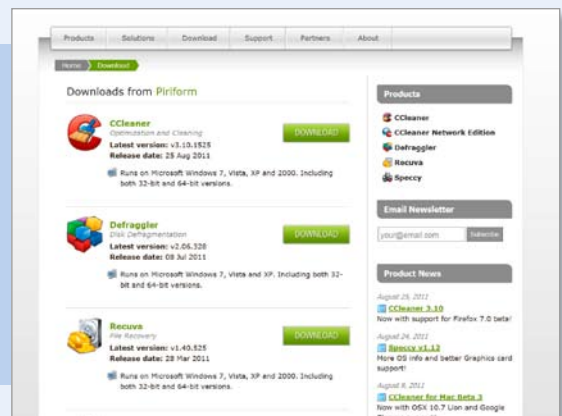 Products Solutions Download Support Partners About
Home Download
Downloads from Piriform
CCleaner
Optimization and Cleaning
Latest version: v3.10.1525
Release date: 25 Aug 2011
DOWNLOAD
Runs on Microsoft Windows 7, Vista, XP and 2000. Including
both 32-bit and 64-bit versions.
Defraggler
Disk Defragmentation
Latest version: v2.06.328
Release date: 08 Jul 2011
DOWNLOAD
Runs on Microsoft Windows 7, Vista and XP. Including both 32-
bit and 64-bit versions.
Recuva
File Recovery
Latest version: v1.40.525
Release date: 28 Mar 2011
DOWNLOAD
Runs on Microsoft Windows 7, Vista, XP and 2000. Including
both 32-bit and 64-bit versions.
Products
CCleaner
CCleaner Network Edition
Defraggler
Recuva
Speccy
Email Newsletter
your@email.com Subscribe
Product News
August 25, 2011
CCleaner 3.10
Now with support for Firefox 7.0 beta!
August 24, 2011
Speccy v1.12
More OS info and better Graphics card
support!
CCleaner for Mac Beta 3
Now with OSX 10.7 Lion and Google